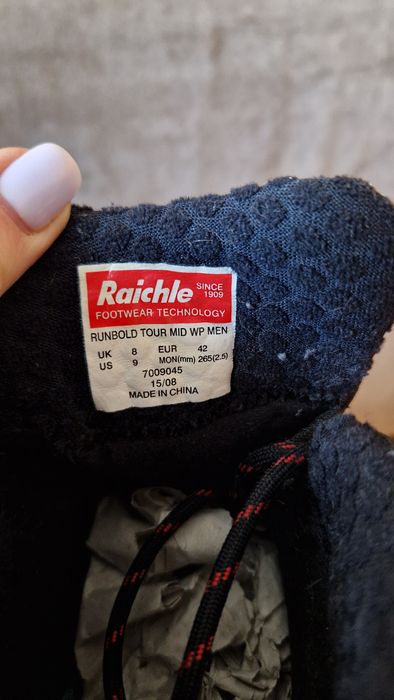 Raichle SINCE 1909
FOOTWEAR TECHNOLOGY
RUNBOLD TOUR MID WP MEN
UK 8 EUR 42
US 9 MON(mm) 265(2.5)
7009045
15/08
MADE IN CHINA